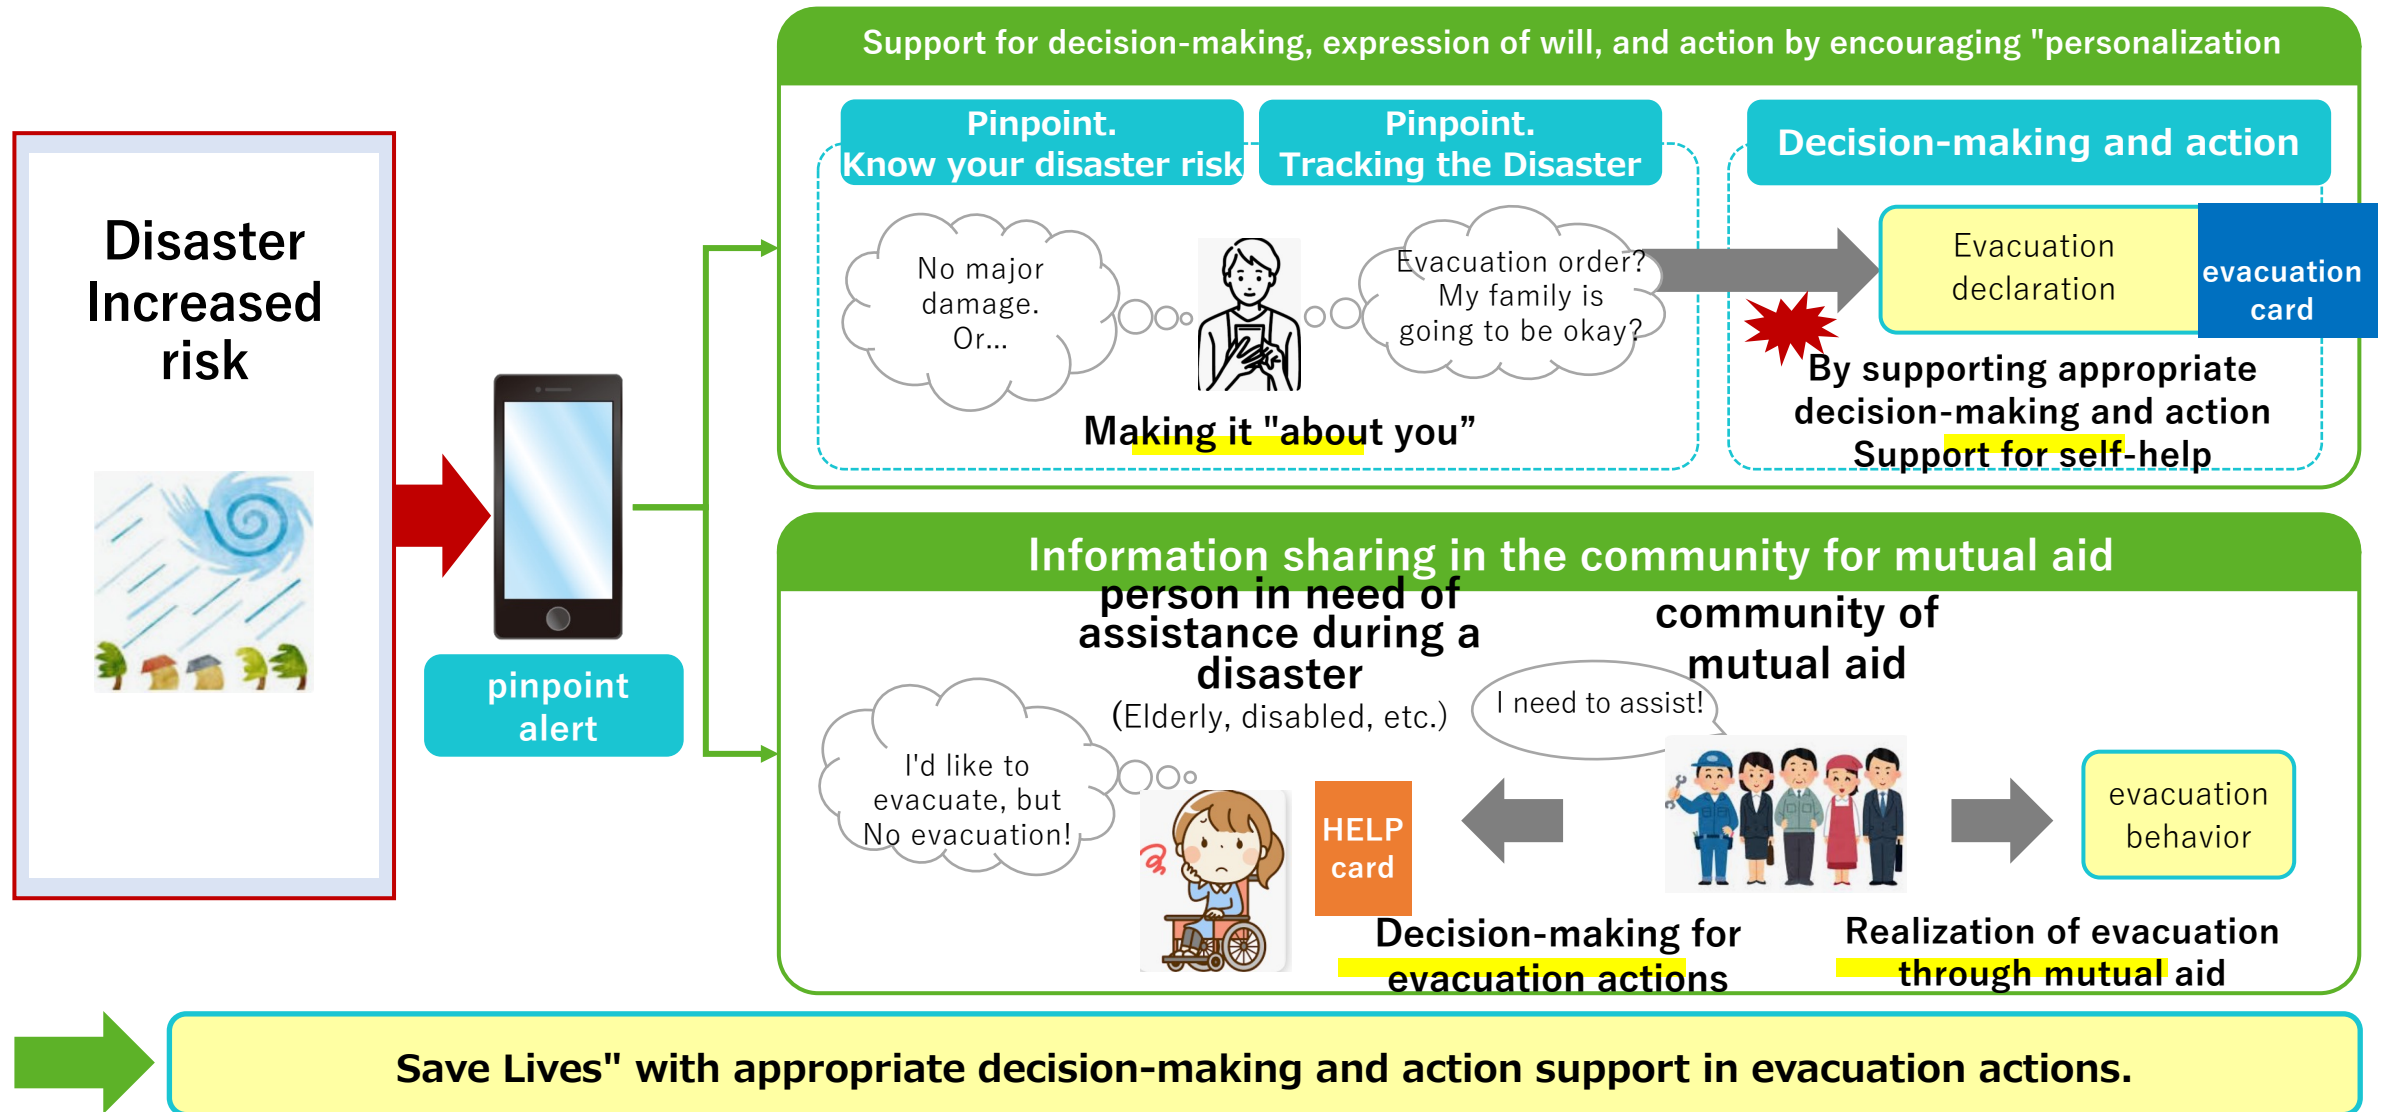 Disaster
Increased
risk
pinpoint
alert
Support for decision-making, expression of will, and action by encouraging "personalization
Pinpoint.
Know your disaster risk
Pinpoint.
Tracking the Disaster
Decision-making and action
No major
damage.
Or...
Evacuation order?
My family is
going to be okay?
Making it "about you”
Evacuation
declaration
evacuation
card
By supporting appropriate
decision-making and action
Support for self-help
Information sharing in the community for mutual aid
person in need of
assistance during a
disaster
(Elderly, disabled, etc.)
community of
mutual aid
I need to assist!
I'd like to
evacuate, but
No evacuation!
HELP
card
evacuation
behavior
Decision-making for
evacuation actions
Realization of evacuation
through mutual aid
Save Lives" with appropriate decision-making and action support in evacuation actions.